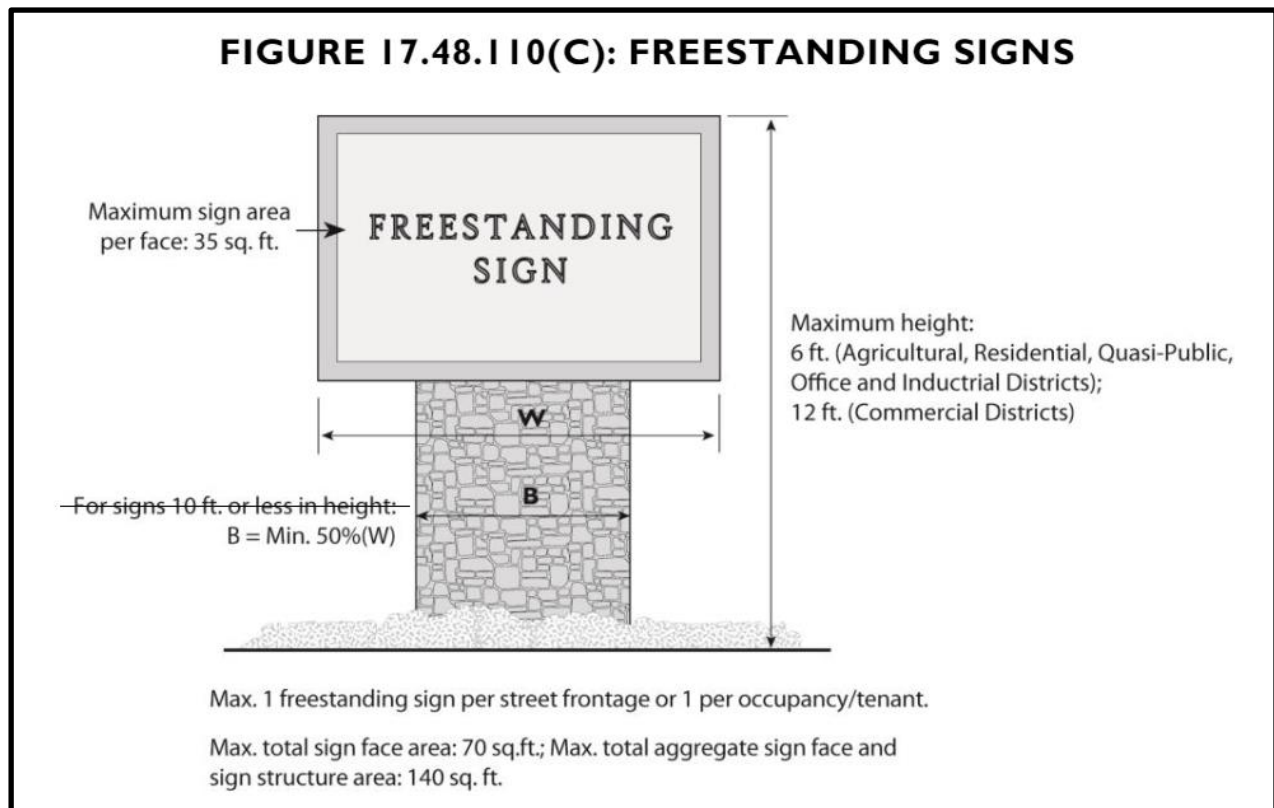 FIGURE 17.48.110(C): FREESTANDING SIGNS
Maximum sign area
per face: 35 sq. ft.
FREESTANDING
SIGN
Maximum height:
6 ft. (Agricultural, Residential, Quasi-Public,
Office and Inductrial Districts);
12 ft. (Commercial Districts)
W
For signs 10 ft. or less in height:
B = Min. 50%(W)
B
Max. 1 freestanding sign per street frontage or 1 per occupancy/tenant.
Max. total sign face area: 70 sq.ft.; Max. total aggregate sign face and
sign structure area: 140 sq. ft.